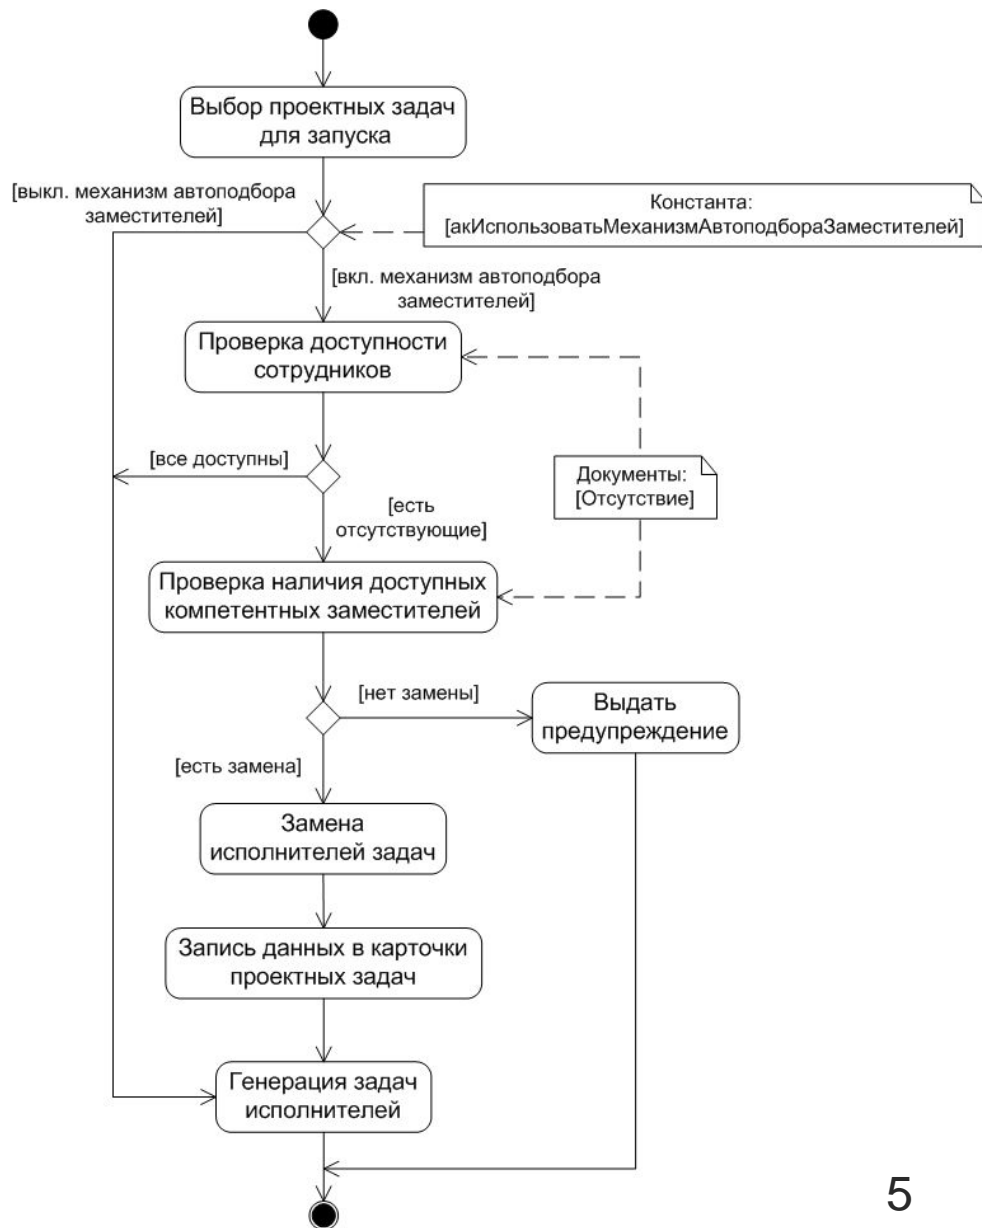 Выбор проектных задач
для запуска
[выкл. механизм автоподбора
заместителей]
Константа:
[акИспользоватьМеханизмАвтоподбораЗаместителей]
[вкл. механизм автоподбора
заместителей]
Проверка доступности
сотрудников
[все доступны]
Документы:
[Отсутствие]
[есть
отсутствующие]
Проверка наличия доступных
компетентных заместителей
[нет замены]
Выдать
предупреждение
[есть замена]
Замена
исполнителей задач
Запись данных в карточки
проектных задач
Генерация задач
исполнителей
5